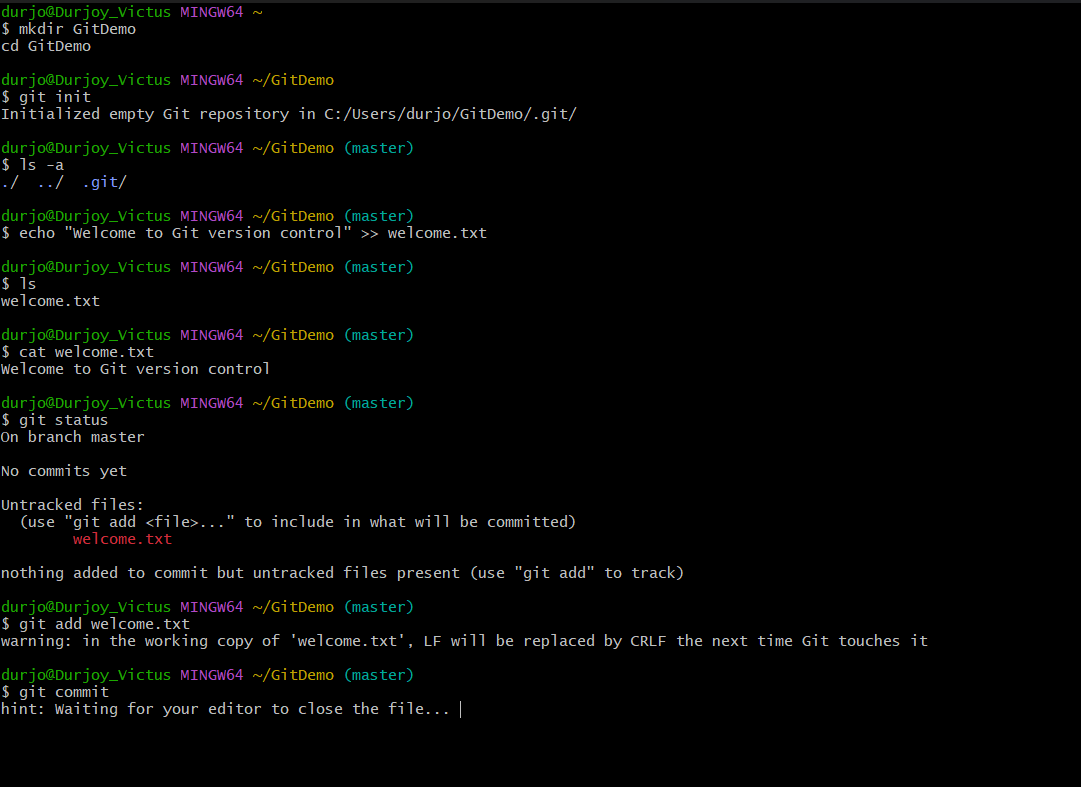 durjo@Durjoy_Victus MINGW64 ~
$ mkdir GitDemo
cd GitDemo
durjo@Durjoy_Victus MINGW64 ~/GitDemo
$ git init
Initialized empty Git repository in C:/Users/durjo/GitDemo/.git/
durjo@Durjoy_Victus MINGW64 ~/GitDemo (master)
$ ls -a
./  ../  .git/
durjo@Durjoy_Victus MINGW64 ~/GitDemo (master)
$ echo "Welcome to Git version control" >> welcome.txt
durjo@Durjoy_Victus MINGW64 ~/GitDemo (master)
$ ls
welcome.txt
durjo@Durjoy_Victus MINGW64 ~/GitDemo (master)
$ cat welcome.txt
Welcome to Git version control
durjo@Durjoy_Victus MINGW64 ~/GitDemo (master)
$ git status
On branch master
No commits yet
Untracked files:
  (use "git add <file>..." to include in what will be committed)
        welcome.txt
nothing added to commit but untracked files present (use "git add" to track)
durjo@Durjoy_Victus MINGW64 ~/GitDemo (master)
$ git add welcome.txt
warning: in the working copy of 'welcome.txt', LF will be replaced by CRLF the next time Git touches it
durjo@Durjoy_Victus MINGW64 ~/GitDemo (master)
$ git commit
hint: Waiting for your editor to close the file...